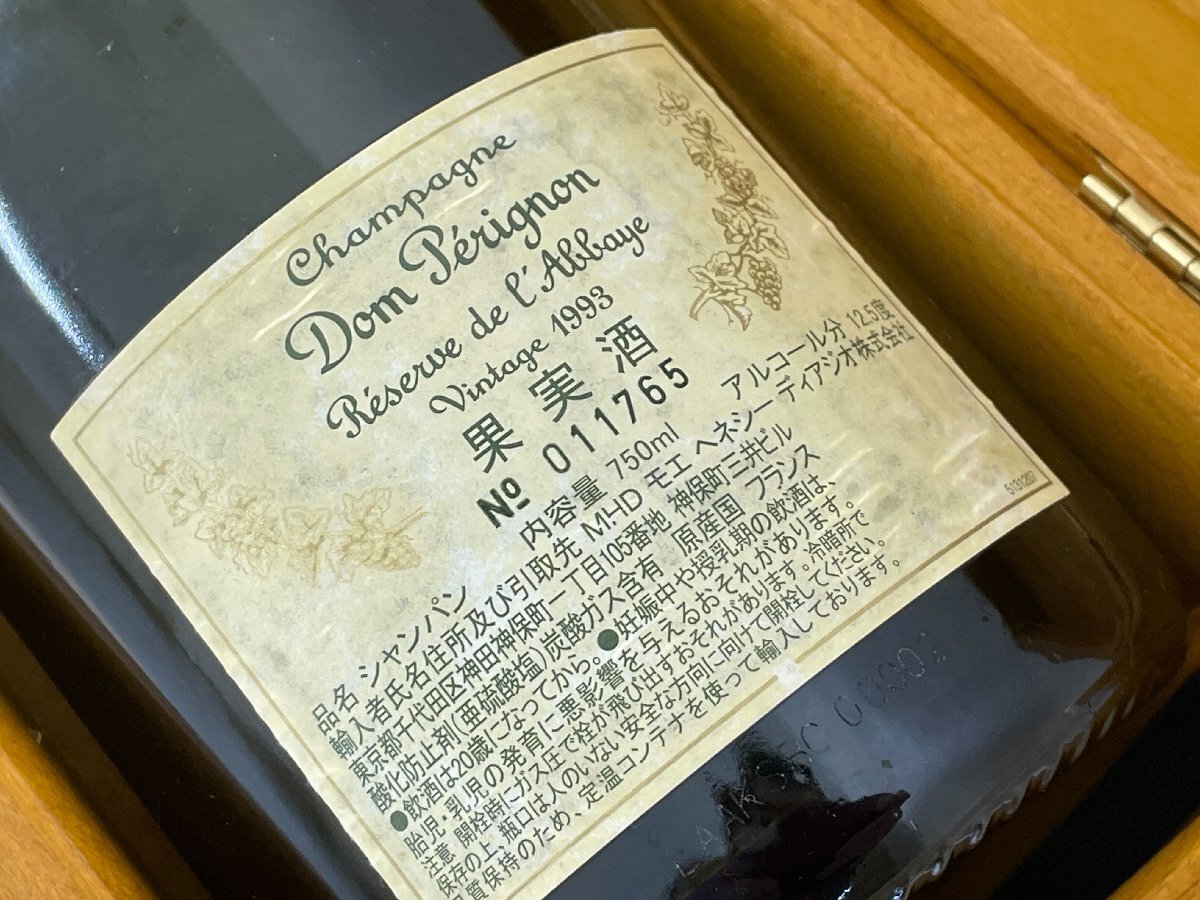 Champagne
Dom Pérignon
Réserve de l'Abbaye
Vintage 1993
果実酒
Nº 011765
内容量 750ml アルコール分 12.5度
品名 シャンパン
輸入者氏名住所及び引取先 MHD モエ ヘネシー ディアジオ株式会社
東京都千代田区神田神保町一丁目105番地 神保町三井ビル
酸化防止剤(亜硫酸塩)炭酸ガス含有 原産国 フランス
●飲酒は20歳になってから。●妊娠中や授乳期の飲酒は、
胎児・乳児の発育に悪影響を与えるおそれがあります。
注意 開栓時にガス圧で栓が飛び出すおそれがあります。冷暗所で
保存の上、瓶口は人のいない安全な方向に向けて開栓してください。
品質保持のため、定温コンテナを使って輸入しております。
5131207